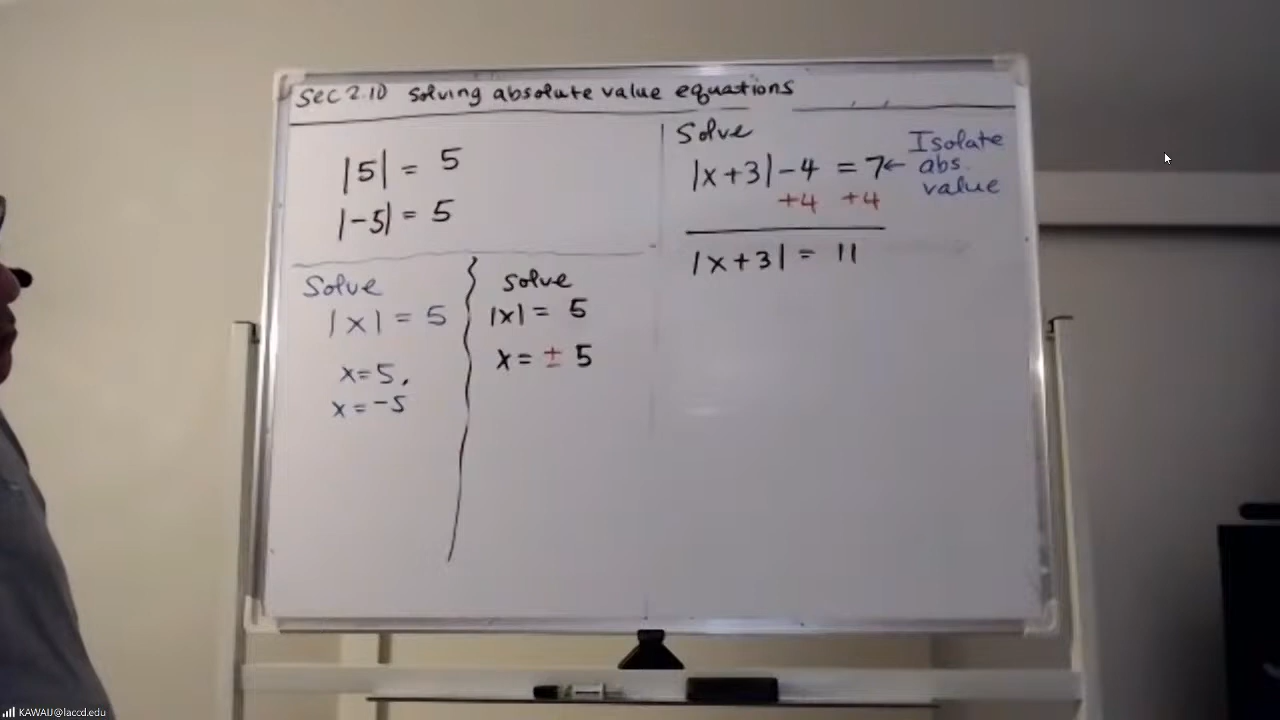 Sec 2.10 Solving absolute value equations
|5| = 5
|-5| = 5
Solve
|x| = 5
x = 5,
x = -5
Solve
|x| = 5
x = ± 5
Solve
|x+3| - 4 = 7 ← Isolate abs. value
+4 +4
|x+3| = 11
KAWAIJ@laccd.edu